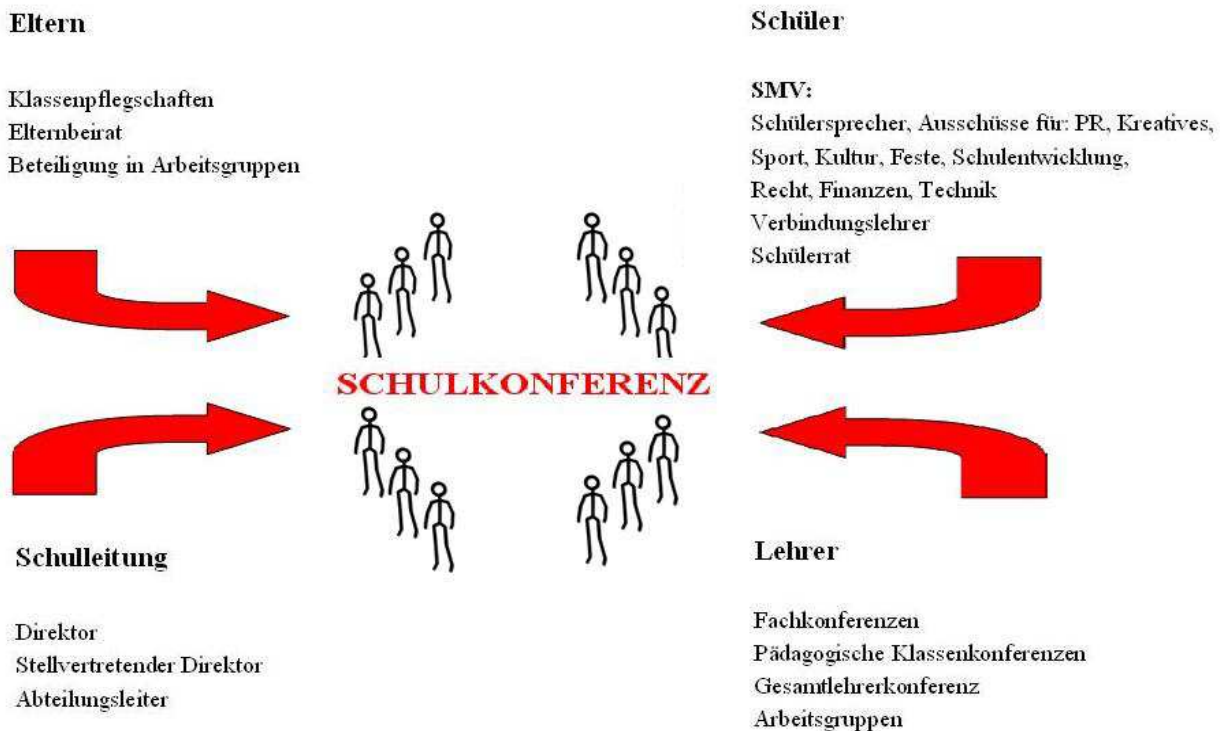 Eltern
Klassenpflegschaften
Elternbeirat
Beteiligung in Arbeitsgruppen
Schüler
SMV:
Schülersprecher, Ausschüsse für: PR, Kreatives,
Sport, Kultur, Feste, Schulentwicklung,
Recht, Finanzen, Technik
Verbindungslehrer
Schülerrat
SCHULKONFERENZ
Schulleitung
Direktor
Stellvertretender Direktor
Abteilungsleiter
Lehrer
Fachkonferenzen
Pädagogische Klassenkonferenzen
Gesamtlehrerkonferenz
Arbeitsgruppen